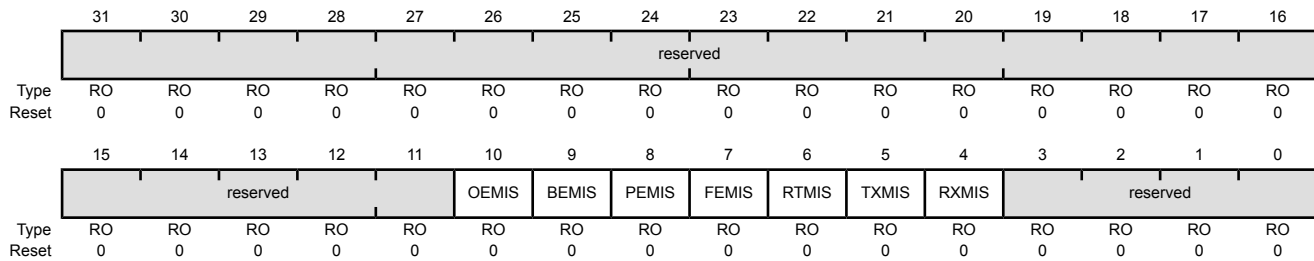 31 30 29 28 27 26 25 24 23 22 21 20 19 18 17 16
reserved
Type RO RO RO RO RO RO RO RO RO RO RO RO RO RO RO RO
Reset 0 0 0 0 0 0 0 0 0 0 0 0 0 0 0 0
15 14 13 12 11 10 9 8 7 6 5 4 3 2 1 0
reserved OEMIS BEMIS PEMIS FEMIS RTMIS TXMIS RXMIS reserved
Type RO RO RO RO RO RO RO RO RO RO RO RO RO RO RO RO
Reset 0 0 0 0 0 0 0 0 0 0 0 0 0 0 0 0